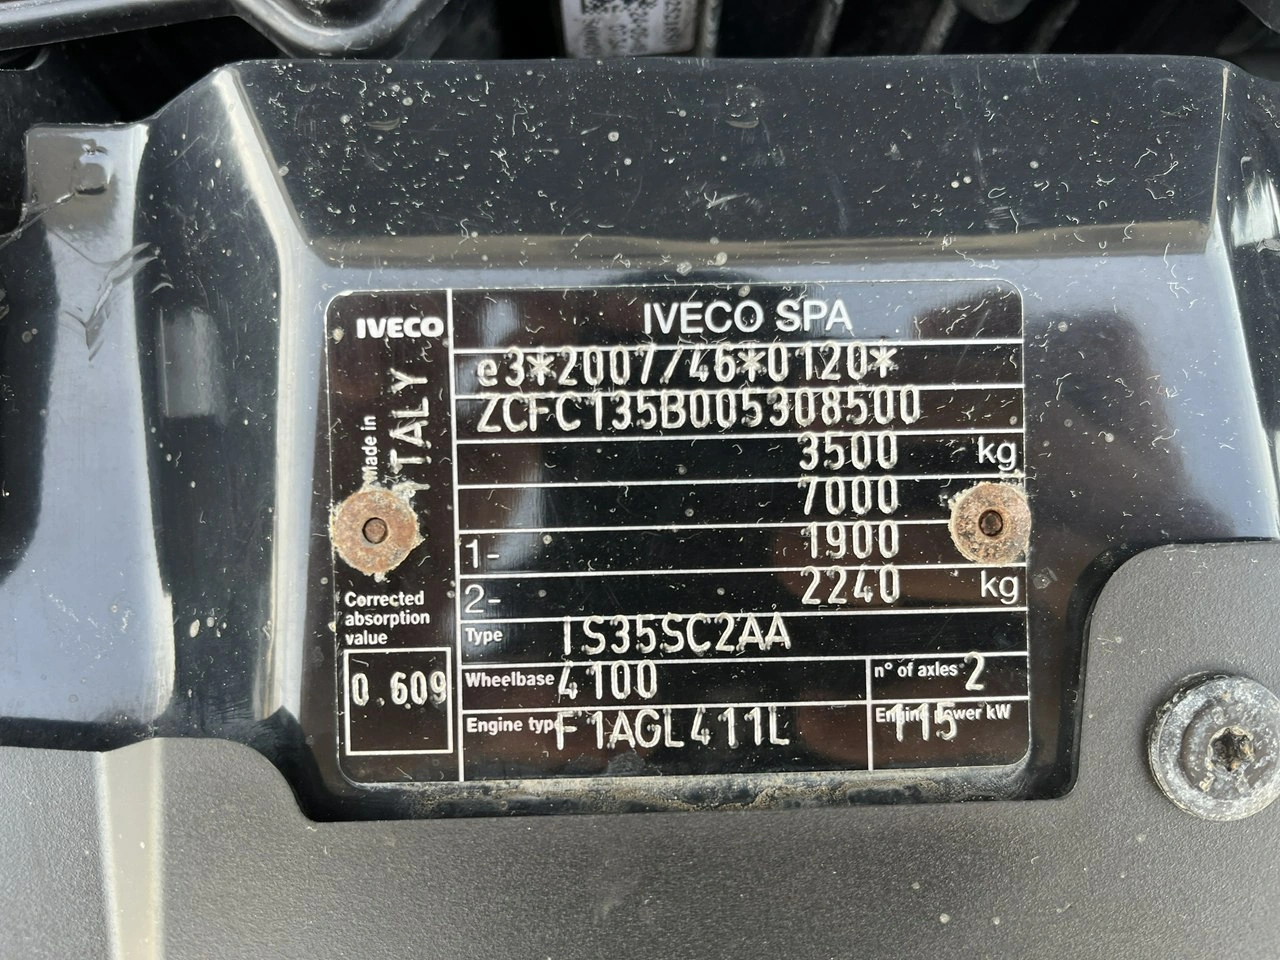 IVECO
IVECO SPA
e3*2007/46*0120*
ZCFC135B005308500
3500 kg
7000
1- 1900
2- 2240 kg
Type IS35SC2AA
Wheelbase 4100
n° of axles 2
Engine type F1AGL411L
Engine power kW 115
Made in ITALY
Corrected
absorption
value
0.609